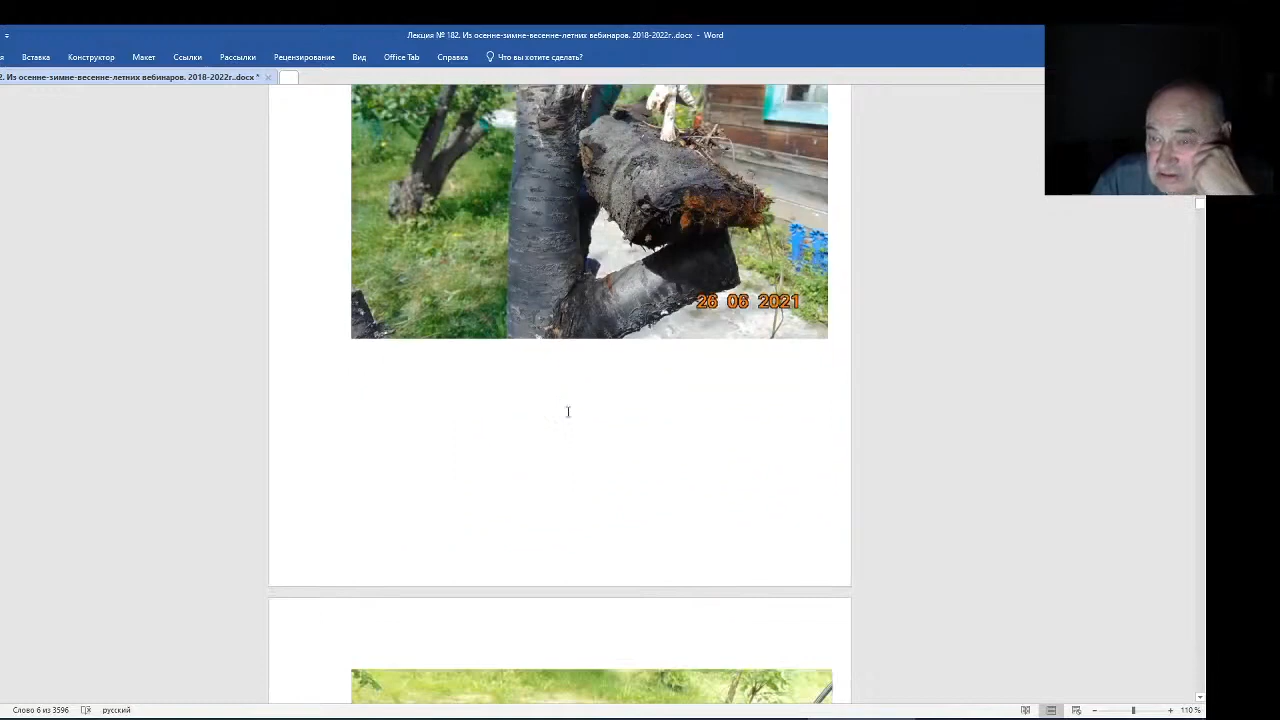 Лекция № 182. Из осенне-зимне-весенне-летних вебинаров. 2018-2022г..docx - Word
я Вставка Конструктор Макет Ссылки Рассылки Рецензирование Вид Office Tab Справка Что вы хотите сделать?
2. Из осенне-зимне-весенне-летних вебинаров. 2018-2022г..docx *
26 06 2021
Слово 6 из 3596 русский 110 %